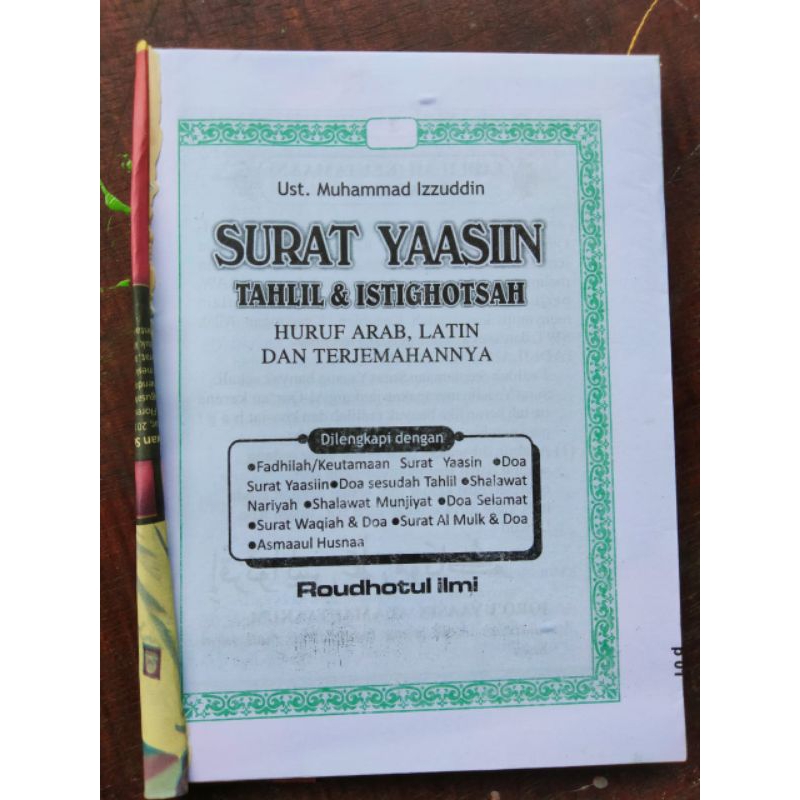 Ust. Muhammad Izzuddin
SURAT YAASIIN
TAHLIL & ISTIGHOTSAH
HURUF ARAB, LATIN
DAN TERJEMAHANNYA
Dilengkapi dengan
●Fadhilah/Keutamaan Surat Yaasin ●Doa
Surat Yaasiin●Doa sesudah Tahlil ●Shalawat
Nariyah ●Shalawat Munjiyat ●Doa Selamat
●Surat Waqiah & Doa ●Surat Al Mulk & Doa
●Asmaaul Husnaa
Roudhotul ilmi